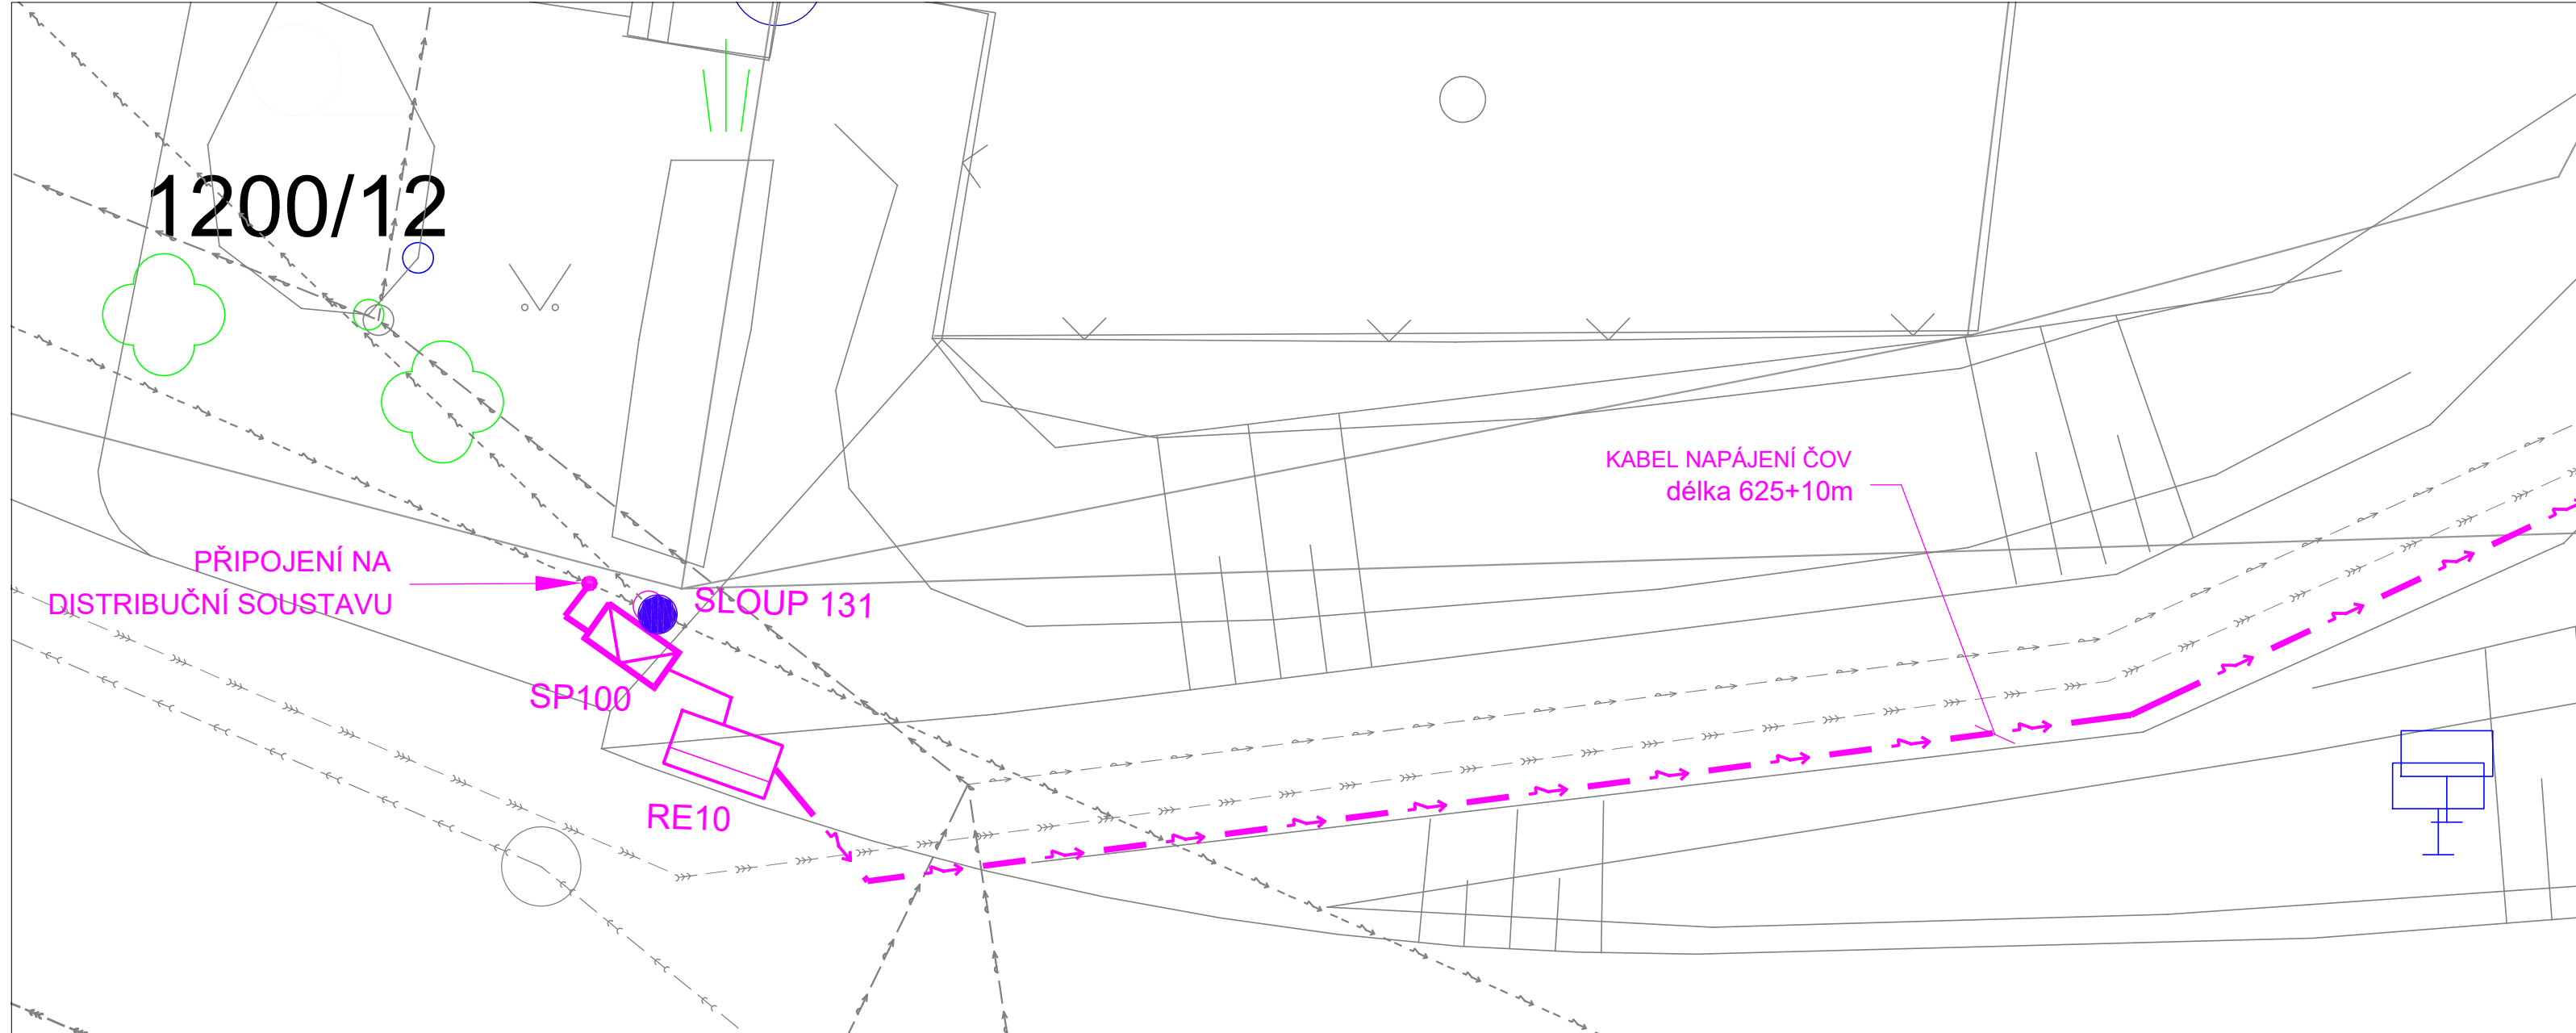 1200/12
KABEL NAPÁJENÍ ČOV
délka 625+10m
PŘIPOJENÍ NA
DISTRIBUČNÍ SOUSTAVU
SLOUP 131
SP100
RE10